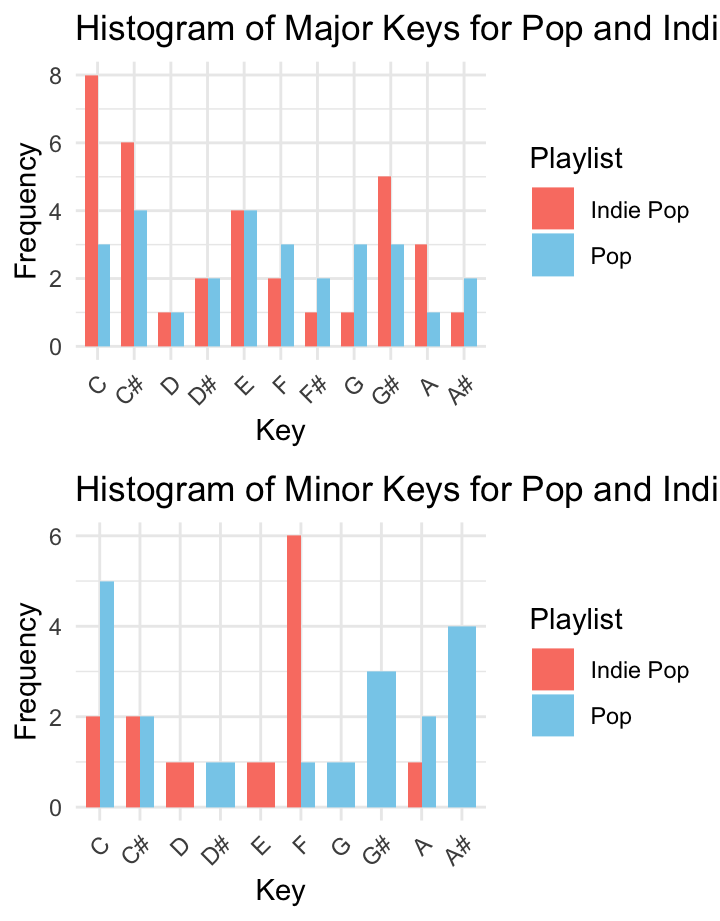 Histogram of Major Keys for Pop and Indi
8
6
4
2
0
Frequency
C C# D D# E F F# G G# A A#
Key
Playlist
Indie Pop
Pop
Histogram of Minor Keys for Pop and Indi
6
4
2
0
Frequency
C C# D D# E F G G# A A#
Key
Playlist
Indie Pop
Pop